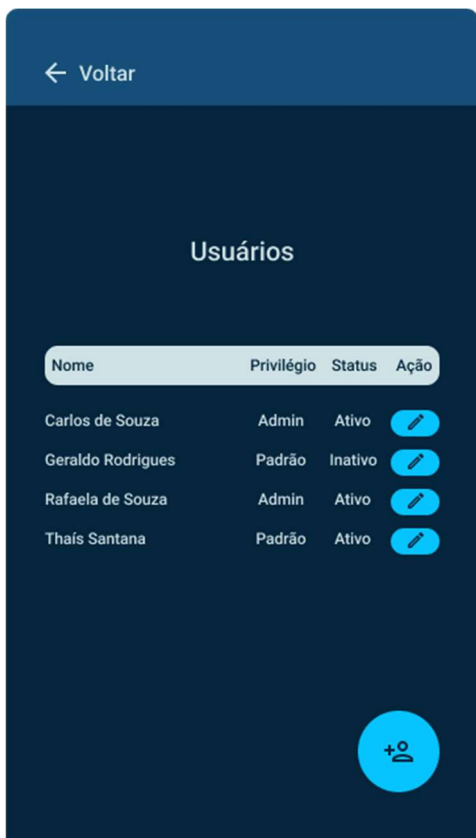 Voltar
Usuários
Nome Privilégio Status Ação
Carlos de Souza Admin Ativo
Geraldo Rodrigues Padrão Inativo
Rafaela de Souza Admin Ativo
Thaís Santana Padrão Ativo